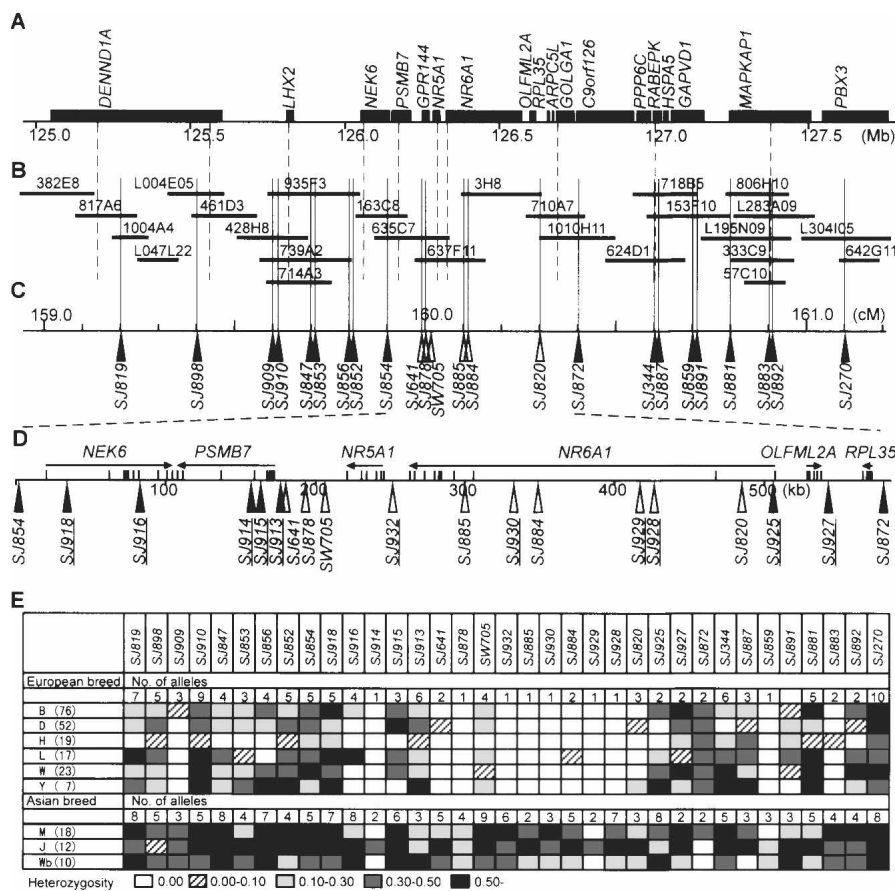 A
DENND1A LHX2 NEK6 PSMB7 GPR144 NR5A1 NR6A1 OLFML2A RPL35 ARPC5L GOLGA1 C9orf126 PPP6C RABEPK HSPA5 GAPVD1 MAPKAP1 PBX3
125.0 125.5 126.0 126.5 127.0 127.5 (Mb)
B
382E8 L004E05 935F3 3H8 718B5 806H10
817A6 461D3 163C8 710A7 153F10 L283A09
1004A4 428H8 635C7 1010H11 L195N09 L304I05
L047L22 739A2 637F11 624D1 333C9 642G11
714A3 57C10
C
159.0 160.0 161.0 (cM)
SJ819 SJ898 SJ909 SJ910 SJ847 SJ853 SJ856 SJ852 SJ854 SJ641 SJ878 SW705 SJ885 SJ884 SJ820 SJ872 SJ344 SJ887 SJ859 SJ891 SJ881 SJ883 SJ892 SJ270
D
NEK6 PSMB7 NR5A1 NR6A1 OLFML2A RPL35
100 200 300 400 500 (kb)
SJ854 SJ918 SJ916 SJ914 SJ915 SJ913 SJ641 SJ878 SW705 SJ932 SJ885 SJ930 SJ884 SJ929 SJ928 SJ820 SJ925 SJ927 SJ872
E
SJ819 SJ898 SJ909 SJ910 SJ847 SJ853 SJ856 SJ852 SJ854 SJ918 SJ916 SJ914 SJ915 SJ913 SJ641 SJ878 SW705 SJ932 SJ885 SJ930 SJ884 SJ929 SJ928 SJ820 SJ925 SJ927 SJ872 SJ344 SJ887 SJ859 SJ891 SJ881 SJ883 SJ892 SJ270
European breed No. of alleles
7 5 3 9 4 3 4 5 5 5 4 1 3 6 2 1 4 1 1 1 2 1 1 3 2 2 2 4 3 1 3 5 2 2 10
B (76)
D (52)
H (19)
L (17)
W (23)
Y ( 7)
Asian breed No. of alleles
8 5 3 5 8 4 7 4 5 7 8 2 6 3 5 4 9 6 2 3 5 2 7 3 8 2 2 5 4 3 3 5 4 4 8
M (18)
J (12)
Wb (10)
Heterozygosity 0.00 0.00-0.10 0.10-0.30 0.30-0.50 0.50-